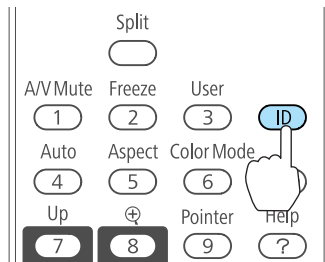 Split
A/V Mute Freeze User
1 2 3 ID
Auto Aspect Color Mode
4 5 6
Up Pointer Help
7 8 9 ?